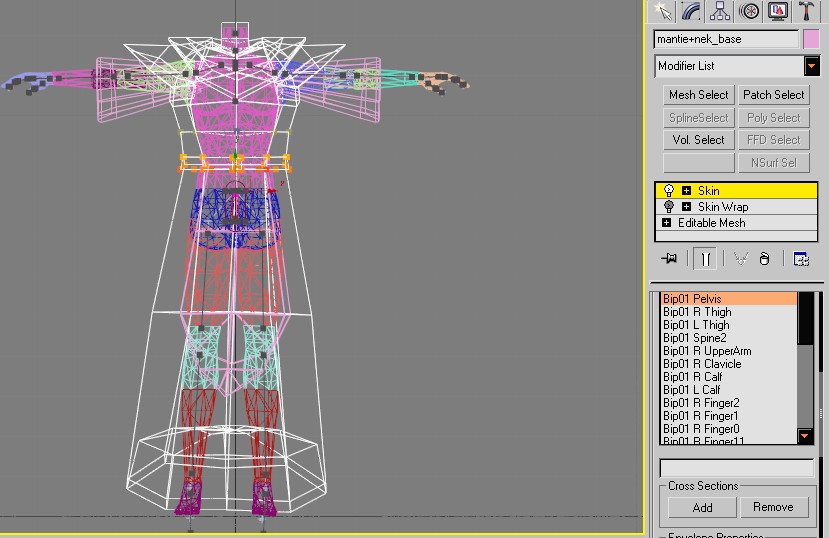 mantie+nek_base
Modifier List
Mesh Select Patch Select
SplineSelect Poly Select
Vol. Select FFD Select
NSurf Sel
Skin
Skin Wrap
Editable Mesh
Bip01 Pelvis
Bip01 R Thigh
Bip01 L Thigh
Bip01 Spine2
Bip01 R UpperArm
Bip01 R Clavicle
Bip01 R Calf
Bip01 L Calf
Bip01 R Finger2
Bip01 R Finger1
Bip01 R Finger0
Bip01 R Finger11
Cross Sections
Add Remove
Envelope Properties